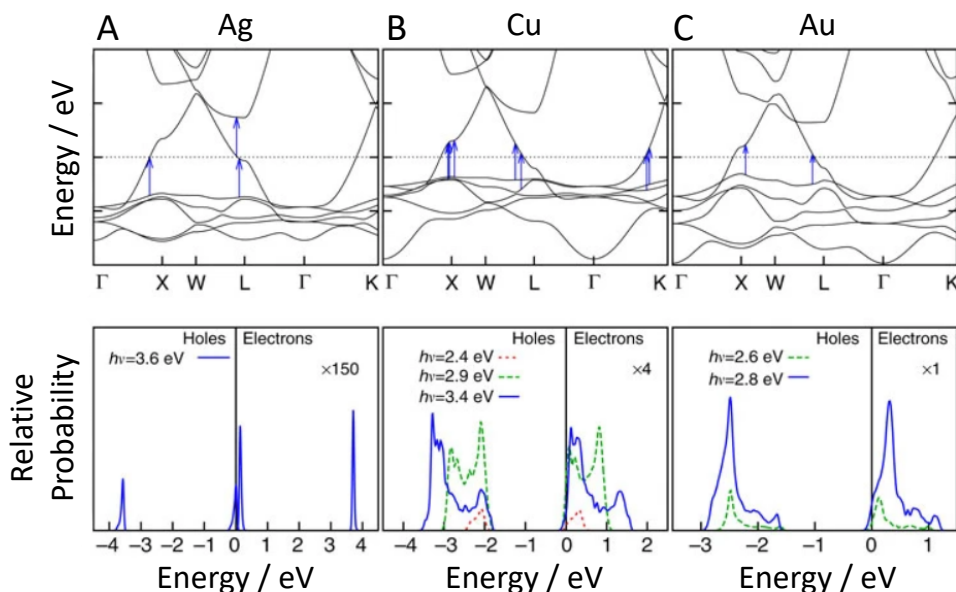 A Ag
B Cu
C Au
Energy / eV
Γ X W L Γ K
Γ X W L Γ K
Γ X W L Γ K
Relative
Probability
Holes Electrons
hν=3.6 eV
×150
−4 −3 −2 −1 0 1 2 3 4
Energy / eV
Holes Electrons
hν=2.4 eV
hν=2.9 eV
hν=3.4 eV
×4
−4 −3 −2 −1 0 1 2
Energy / eV
Holes Electrons
hν=2.6 eV
hν=2.8 eV
×1
−3 −2 −1 0 1
Energy / eV